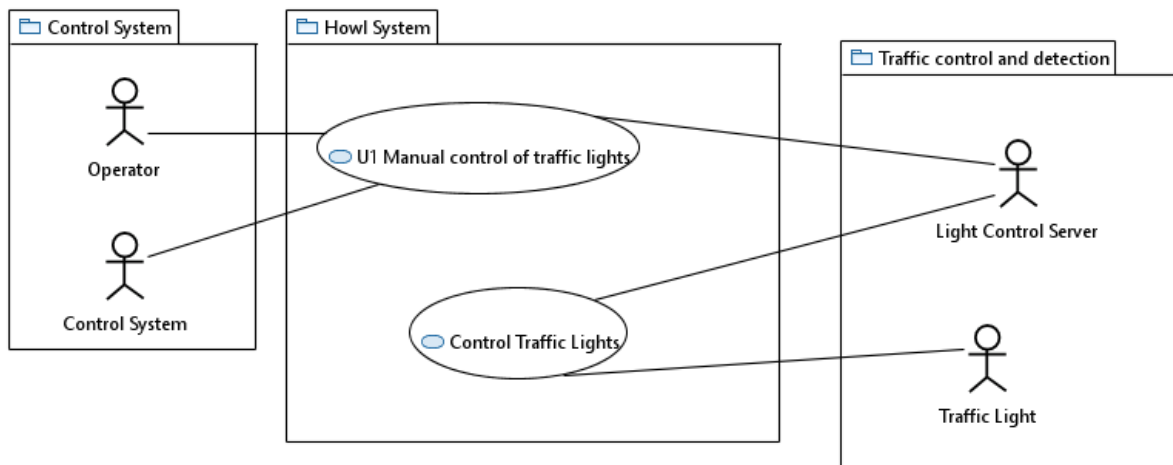 Control System
Howl System
Traffic control and detection
Operator
U1 Manual control of traffic lights
Light Control Server
Control System
Control Traffic Lights
Traffic Light